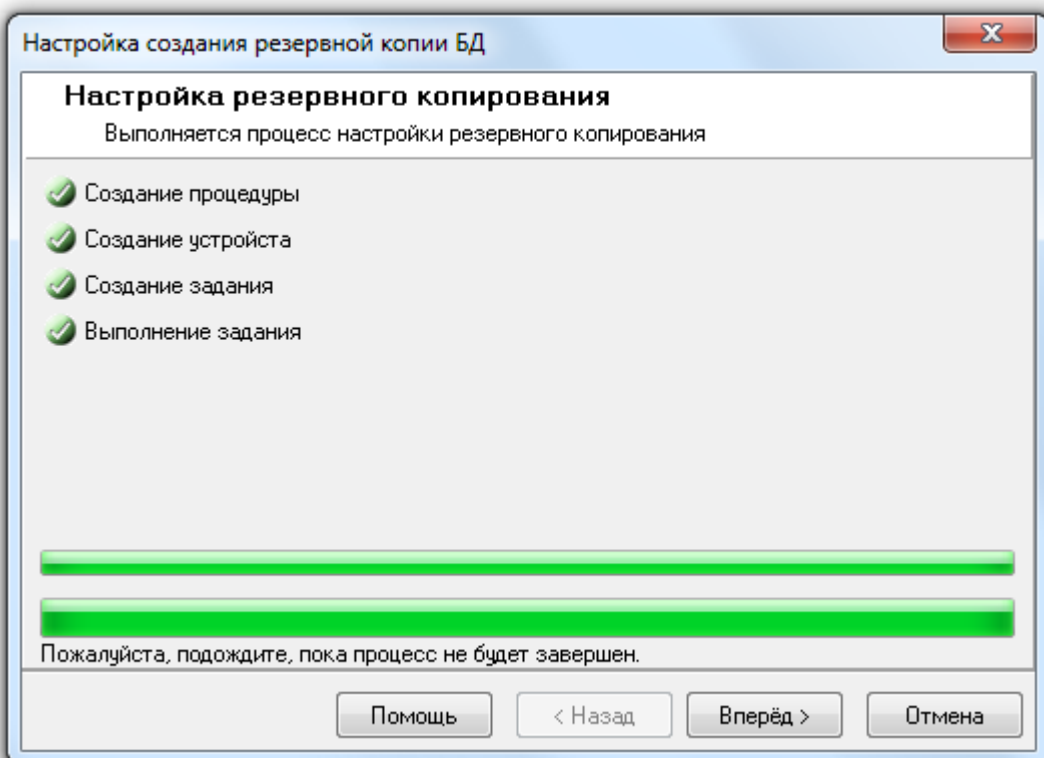 Настройка создания резервной копии БД
Настройка резервного копирования
Выполняется процесс настройки резервного копирования
Создание процедуры
Создание устройста
Создание задания
Выполнение задания
Пожалуйста, подождите, пока процесс не будет завершен.
Помощь
< Назад
Вперёд >
Отмена